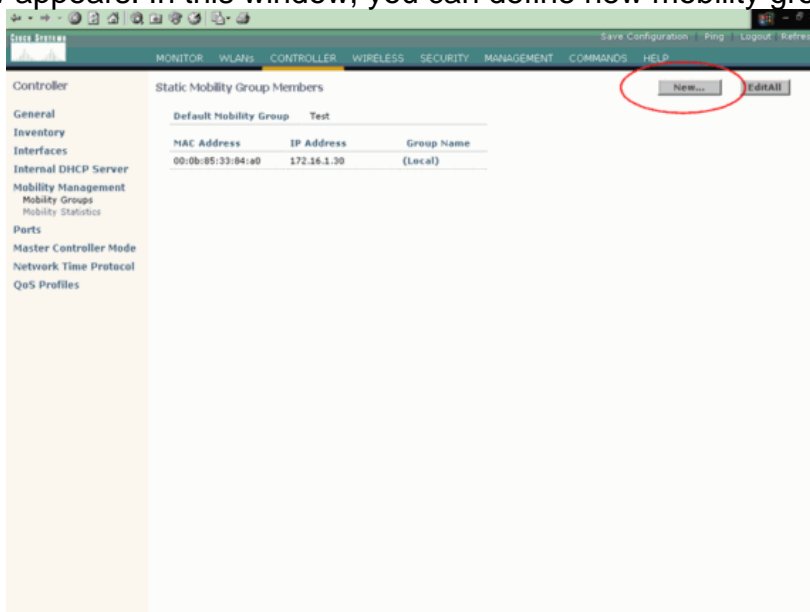 appears. In this window, you can define new mobility gro
CISCO SYSTEMS
Save Configuration | Ping | Logout Refres
MONITOR WLANs CONTROLLER WIRELESS SECURITY MANAGEMENT COMMANDS HELP
Controller
General
Inventory
Interfaces
Internal DHCP Server
Mobility Management
Mobility Groups
Mobility Statistics
Ports
Master Controller Mode
Network Time Protocol
QoS Profiles
Static Mobility Group Members
New...
EditAll
Default Mobility Group Test
MAC Address IP Address Group Name
00:0b:85:33:84:a0 172.16.1.30 (Local)